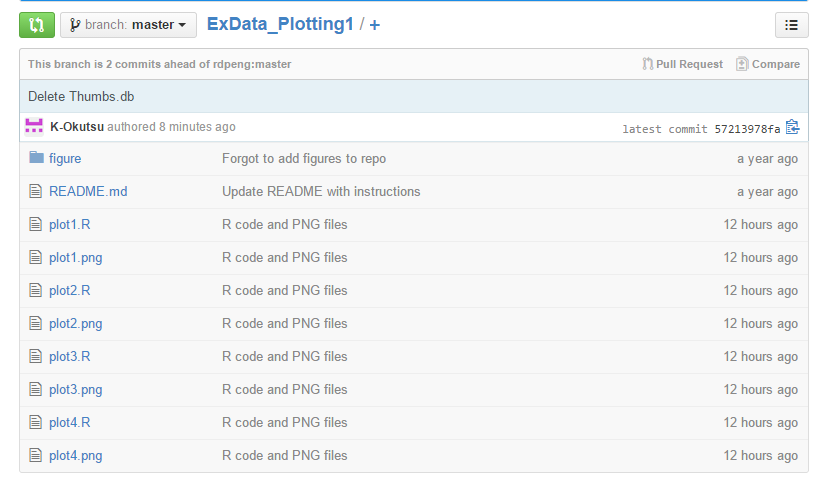 branch: master ExData_Plotting1 / +
This branch is 2 commits ahead of rdpeng:master Pull Request Compare
Delete Thumbs.db
K-Okutsu authored 8 minutes ago latest commit 57213978fa
figure Forgot to add figures to repo a year ago
README.md Update README with instructions a year ago
plot1.R R code and PNG files 12 hours ago
plot1.png R code and PNG files 12 hours ago
plot2.R R code and PNG files 12 hours ago
plot2.png R code and PNG files 12 hours ago
plot3.R R code and PNG files 12 hours ago
plot3.png R code and PNG files 12 hours ago
plot4.R R code and PNG files 12 hours ago
plot4.png R code and PNG files 12 hours ago